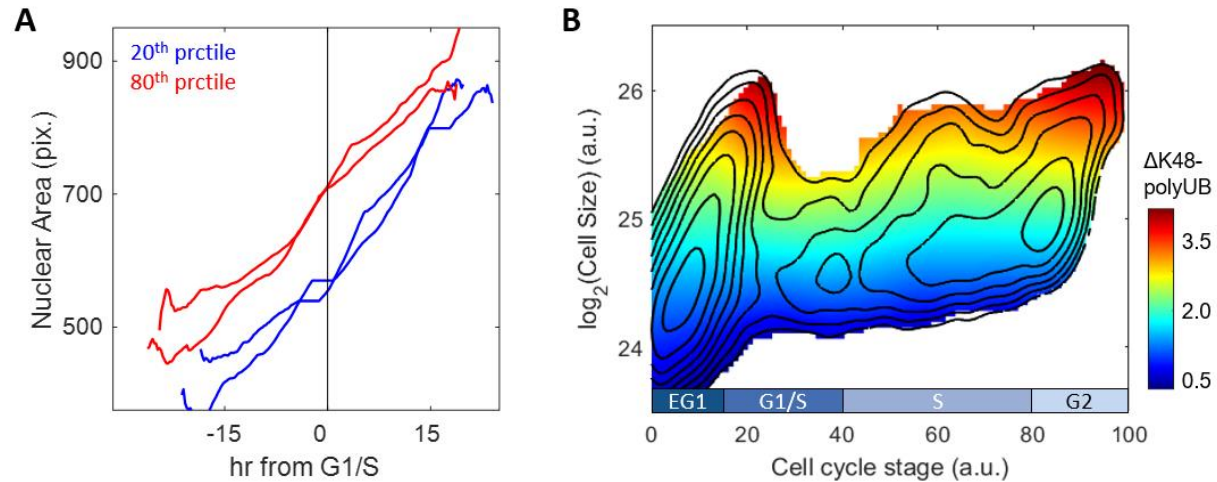 A
20th prctile
80th prctile
900
700
500
Nuclear Area (pix.)
-15
0
15
hr from G1/S
B
26
25
24
log2(Cell Size) (a.u.)
EG1
G1/S
S
G2
0
20
40
60
80
100
Cell cycle stage (a.u.)
ΔK48-
polyUB
3.5
2.0
0.5